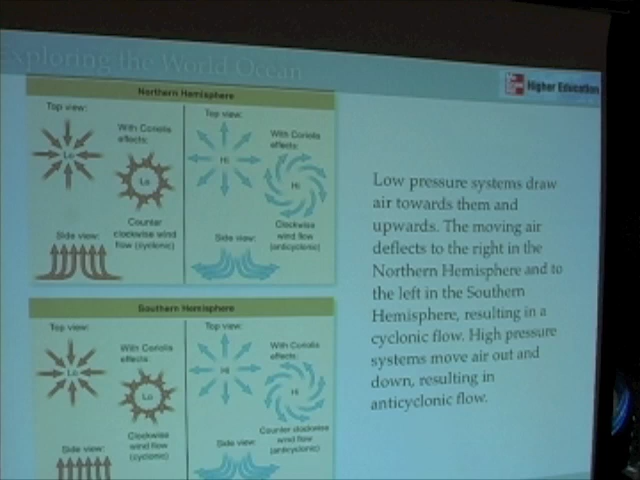 Exploring the World Ocean
Higher Education
Northern Hemisphere
Top view:
Lo
With Coriolis
effects:
Lo
Counter
clockwise wind
flow (cyclonic)
Side view:
Top view:
Hi
With Coriolis
effects:
Hi
Clockwise
wind flow
(anticyclonic)
Side view:
Southern Hemisphere
Top view:
Lo
With Coriolis
effects:
Lo
Clockwise
wind flow
(cyclonic)
Side view:
Top view:
Hi
With Coriolis
effects:
Hi
Counter clockwise
wind flow
(anticyclonic)
Side view:
Low pressure systems draw
air towards them and
upwards. The moving air
deflects to the right in the
Northern Hemisphere and to
the left in the Southern
Hemisphere, resulting in a
cyclonic flow. High pressure
systems move air out and
down, resulting in
anticyclonic flow.